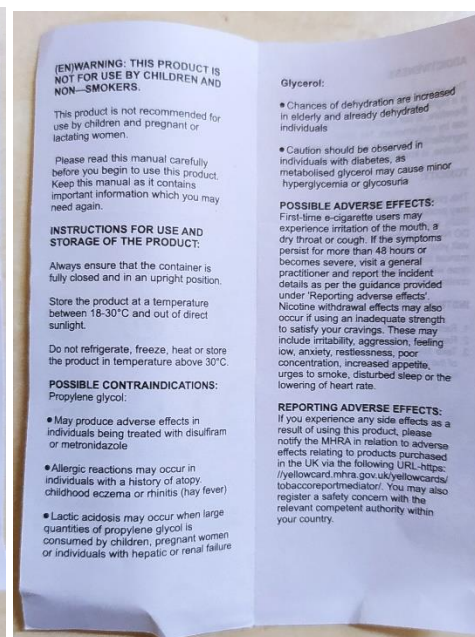 (EN)WARNING: THIS PRODUCT IS
NOT FOR USE BY CHILDREN AND
NON—SMOKERS.
This product is not recommended for
use by children and pregnant or
lactating women.
Please read this manual carefully
before you begin to use this product.
Keep this manual as it contains
important information which you may
need again.
INSTRUCTIONS FOR USE AND
STORAGE OF THE PRODUCT:
Always ensure that the container is
fully closed and in an upright position.
Store the product at a temperature
between 18-30°C and out of direct
sunlight.
Do not refrigerate, freeze, heat or store
the product in temperature above 30°C.
POSSIBLE CONTRAINDICATIONS:
Propylene glycol:
● May produce adverse effects in
individuals being treated with disulfiram
or metronidazole
●Allergic reactions may occur in
individuals with a history of atopy
childhood eczema or rhinitis (hay fever)
● Lactic acidosis may occur when large
quantities of propylene glycol is
consumed by children, pregnant women
or individuals with hepatic or renal failure
Glycerol:
● Chances of dehydration are increased
in elderly and already dehydrated
individuals
● Caution should be observed in
individuals with diabetes, as
metabolised glycerol may cause minor
hyperglycemia or glycosuria
POSSIBLE ADVERSE EFFECTS:
First-time e-cigarette users may
experience irritation of the mouth, a
dry throat or cough. If the symptoms
persist for more than 48 hours or
becomes severe, visit a general
practitioner and report the incident
details as per the guidance provided
under 'Reporting adverse effects'.
Nicotine withdrawal effects may also
occur if using an inadequate strength
to satisfy your cravings. These may
include irritability, aggression, feeling
low, anxiety, restlessness, poor
concentration, increased appetite,
urges to smoke, disturbed sleep or the
lowering of heart rate.
REPORTING ADVERSE EFFECTS:
If you experience any side effects as a
result of using this product, please
notify the MHRA in relation to adverse
effects relating to products purchased
in the UK via the following URL-https:
//yellowcard.mhra.gov.uk/yellowcards/
tobaccoreportmediator/. You may also
register a safety concern with the
relevant competent authority within
your country.